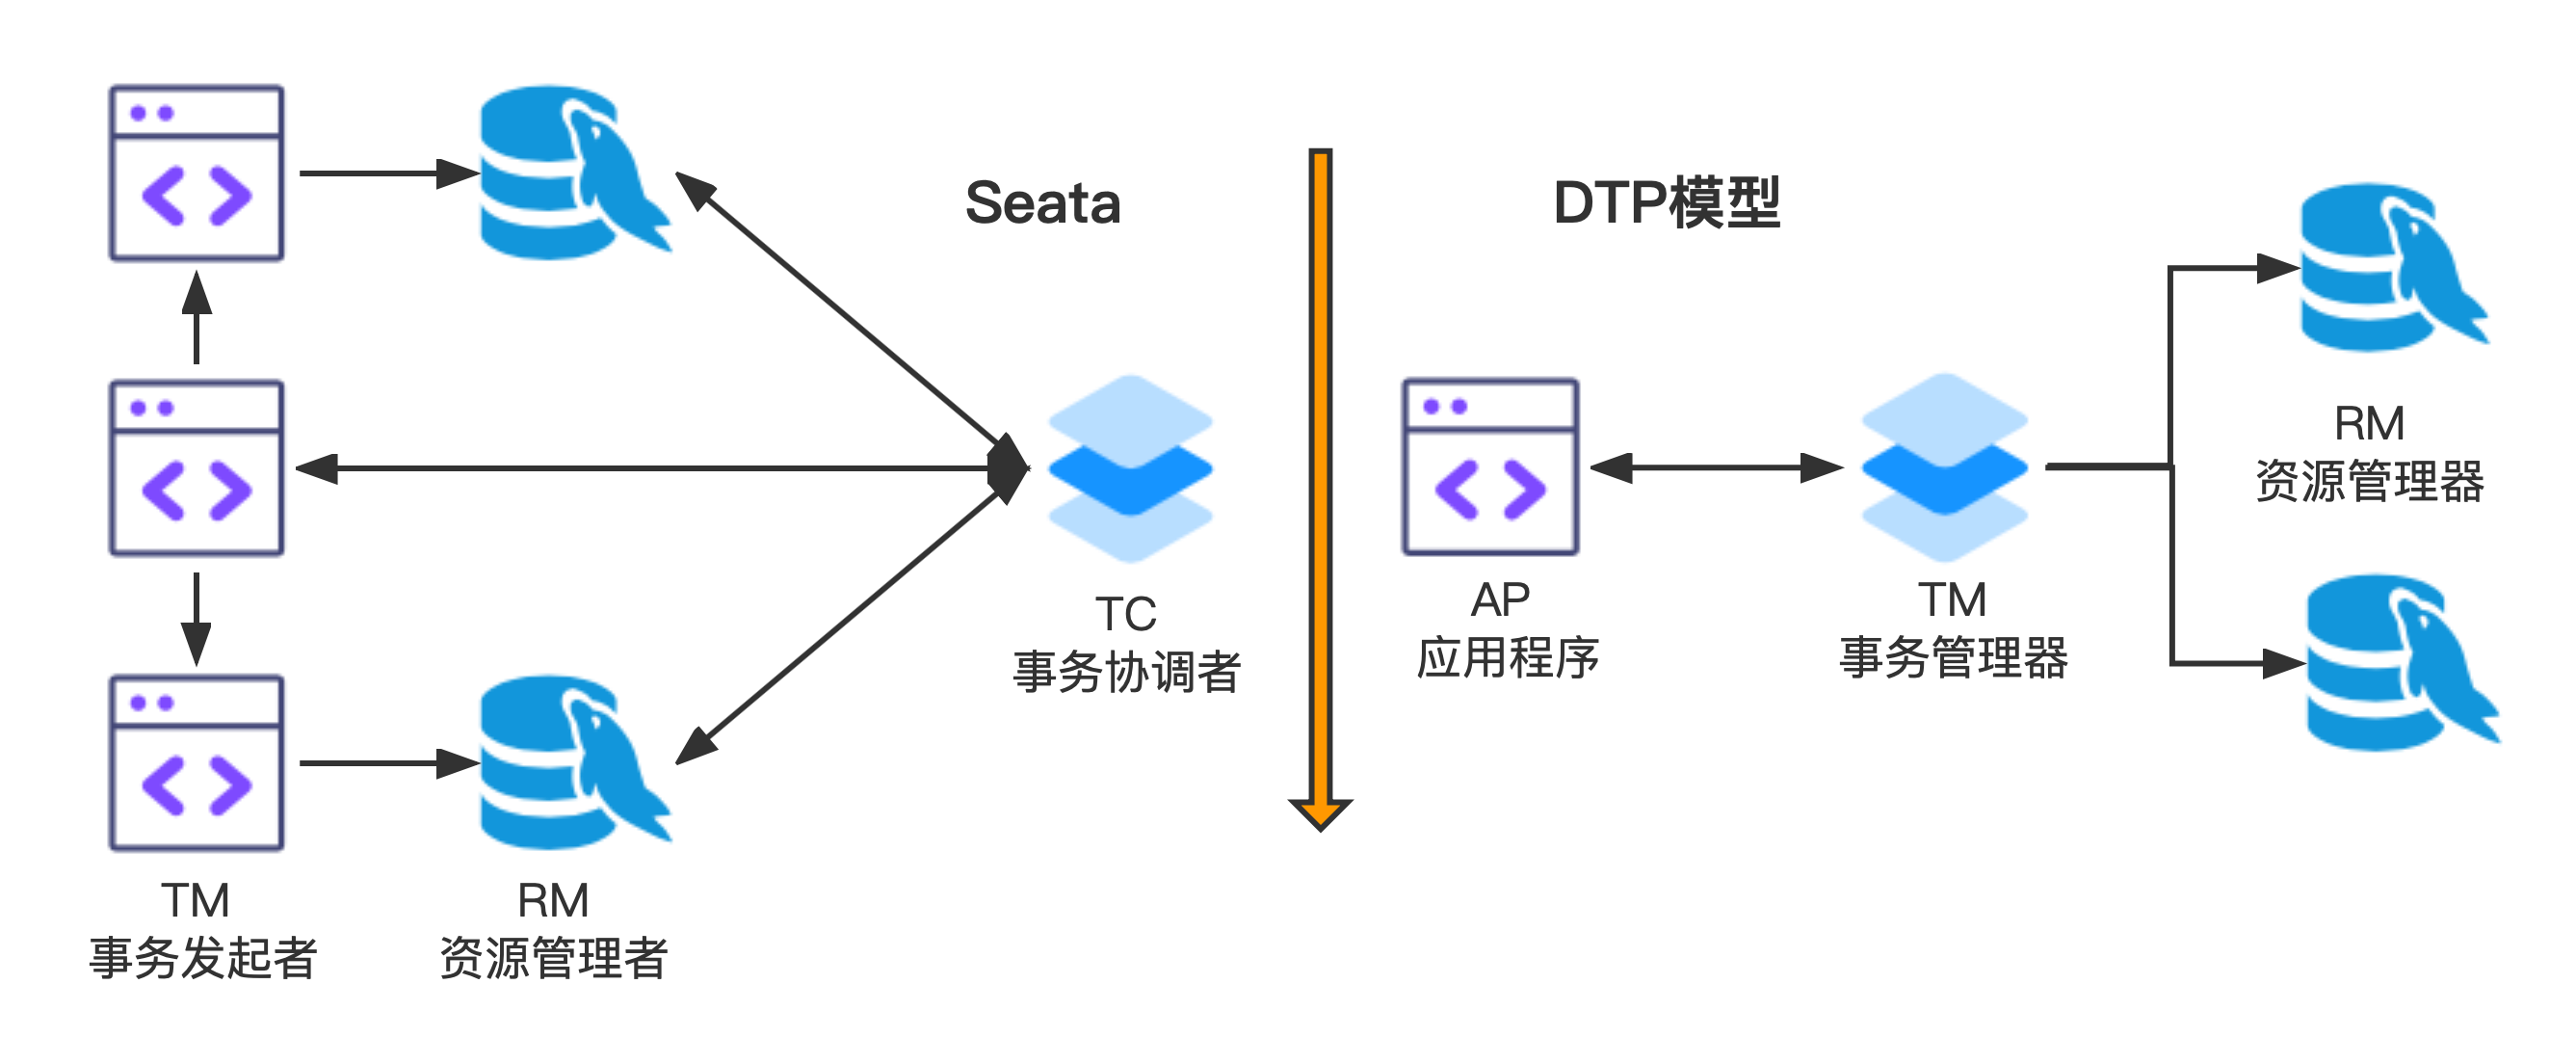 Seata
TC
事务协调者
TM
事务发起者
RM
资源管理者
DTP模型
AP
应用程序
TM
事务管理器
RM
资源管理器